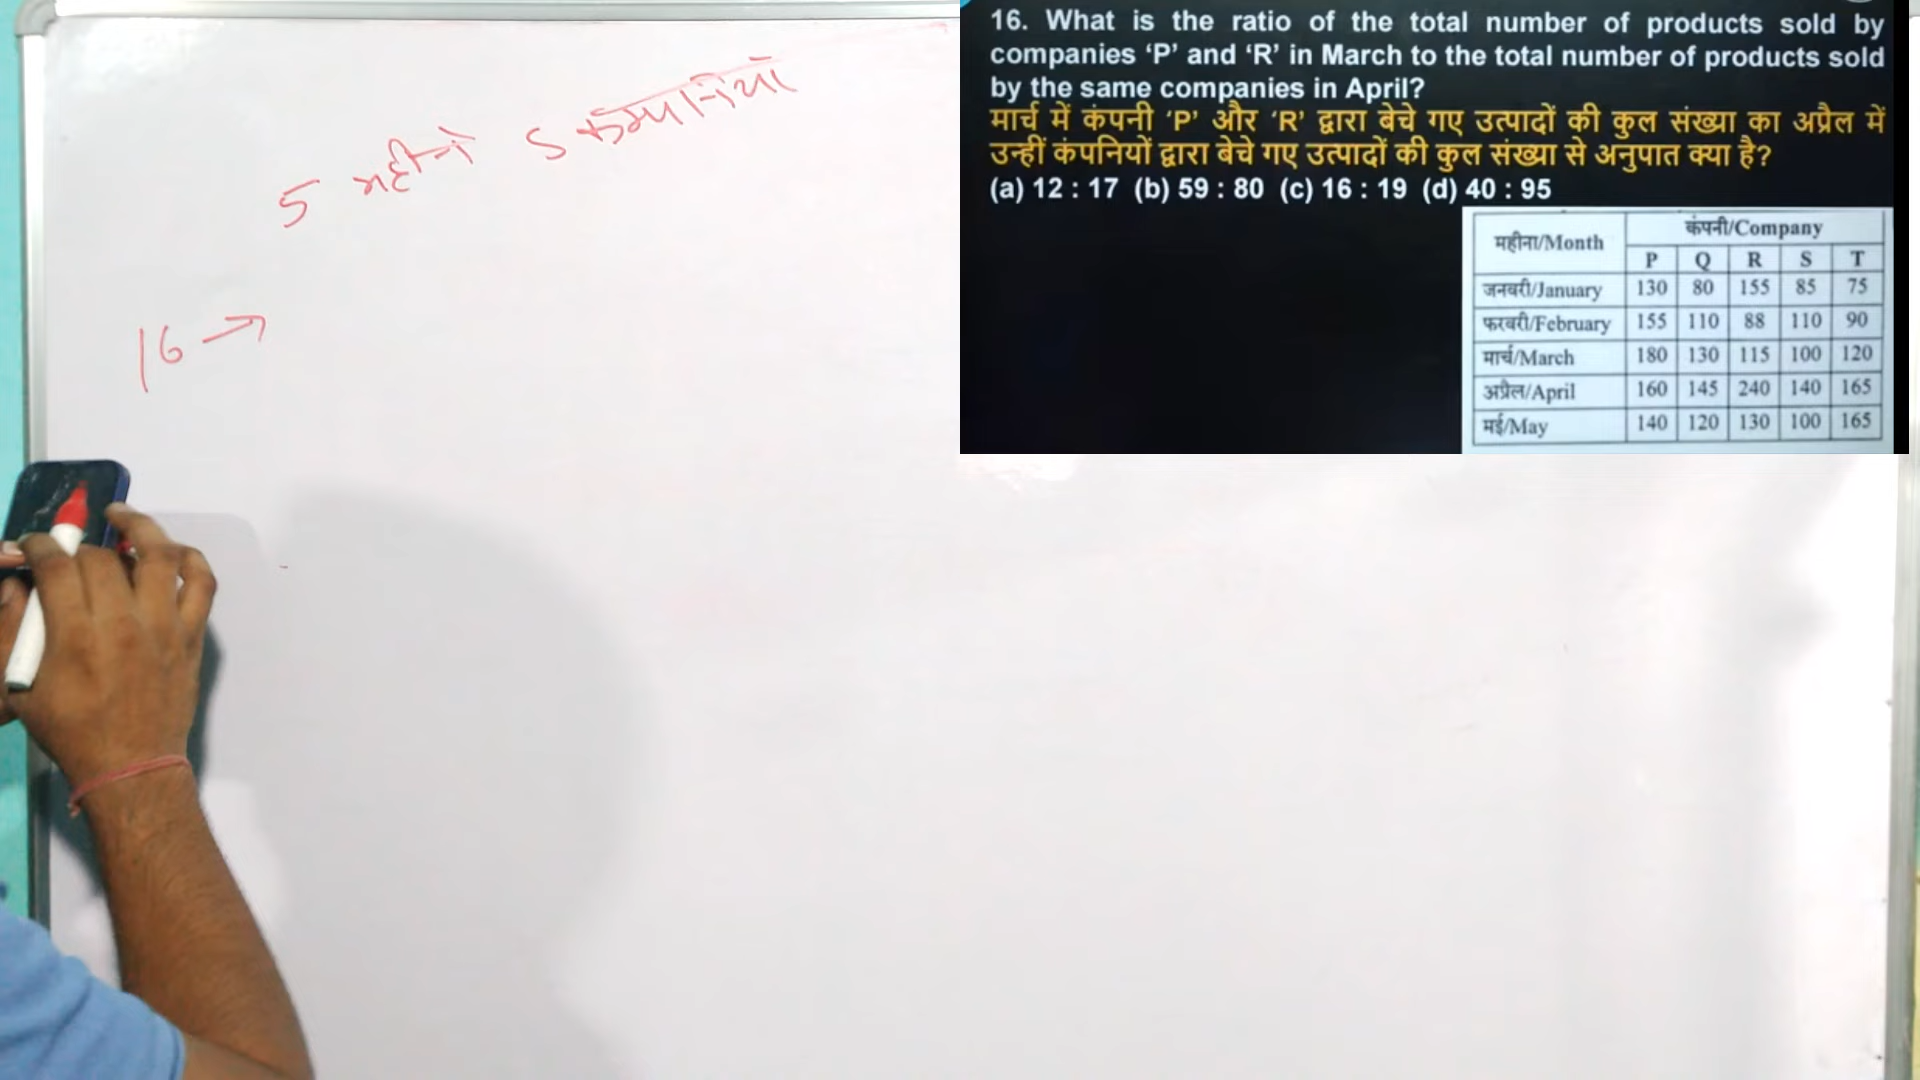 5 महीने 5 कम्पनियाँ
16 →
16. What is the ratio of the total number of products sold by
companies ‘P’ and ‘R’ in March to the total number of products sold
by the same companies in April?
मार्च में कंपनी ‘P’ और ‘R’ द्वारा बेचे गए उत्पादों की कुल संख्या का अप्रैल में
उन्हीं कंपनियों द्वारा बेचे गए उत्पादों की कुल संख्या से अनुपात क्या है?
(a) 12 : 17 (b) 59 : 80 (c) 16 : 19 (d) 40 : 95
महीना/Month कंपनी/Company
P Q R S T
जनवरी/January 130 80 155 85 75
फरवरी/February 155 110 88 110 90
मार्च/March 180 130 115 100 120
अप्रैल/April 160 145 240 140 165
मई/May 140 120 130 100 165